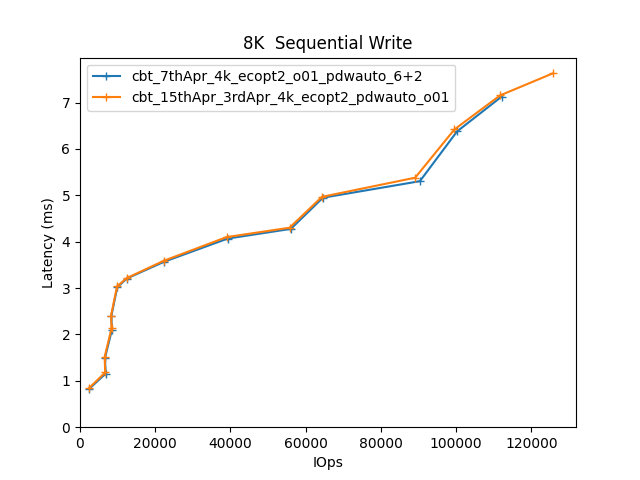 8K  Sequential Write
cbt_7thApr_4k_ecopt2_o01_pdwauto_6+2
cbt_15thApr_3rdApr_4k_ecopt2_pdwauto_o01
Latency (ms)
7
6
5
4
3
2
1
0
0 20000 40000 60000 80000 100000 120000
IOps